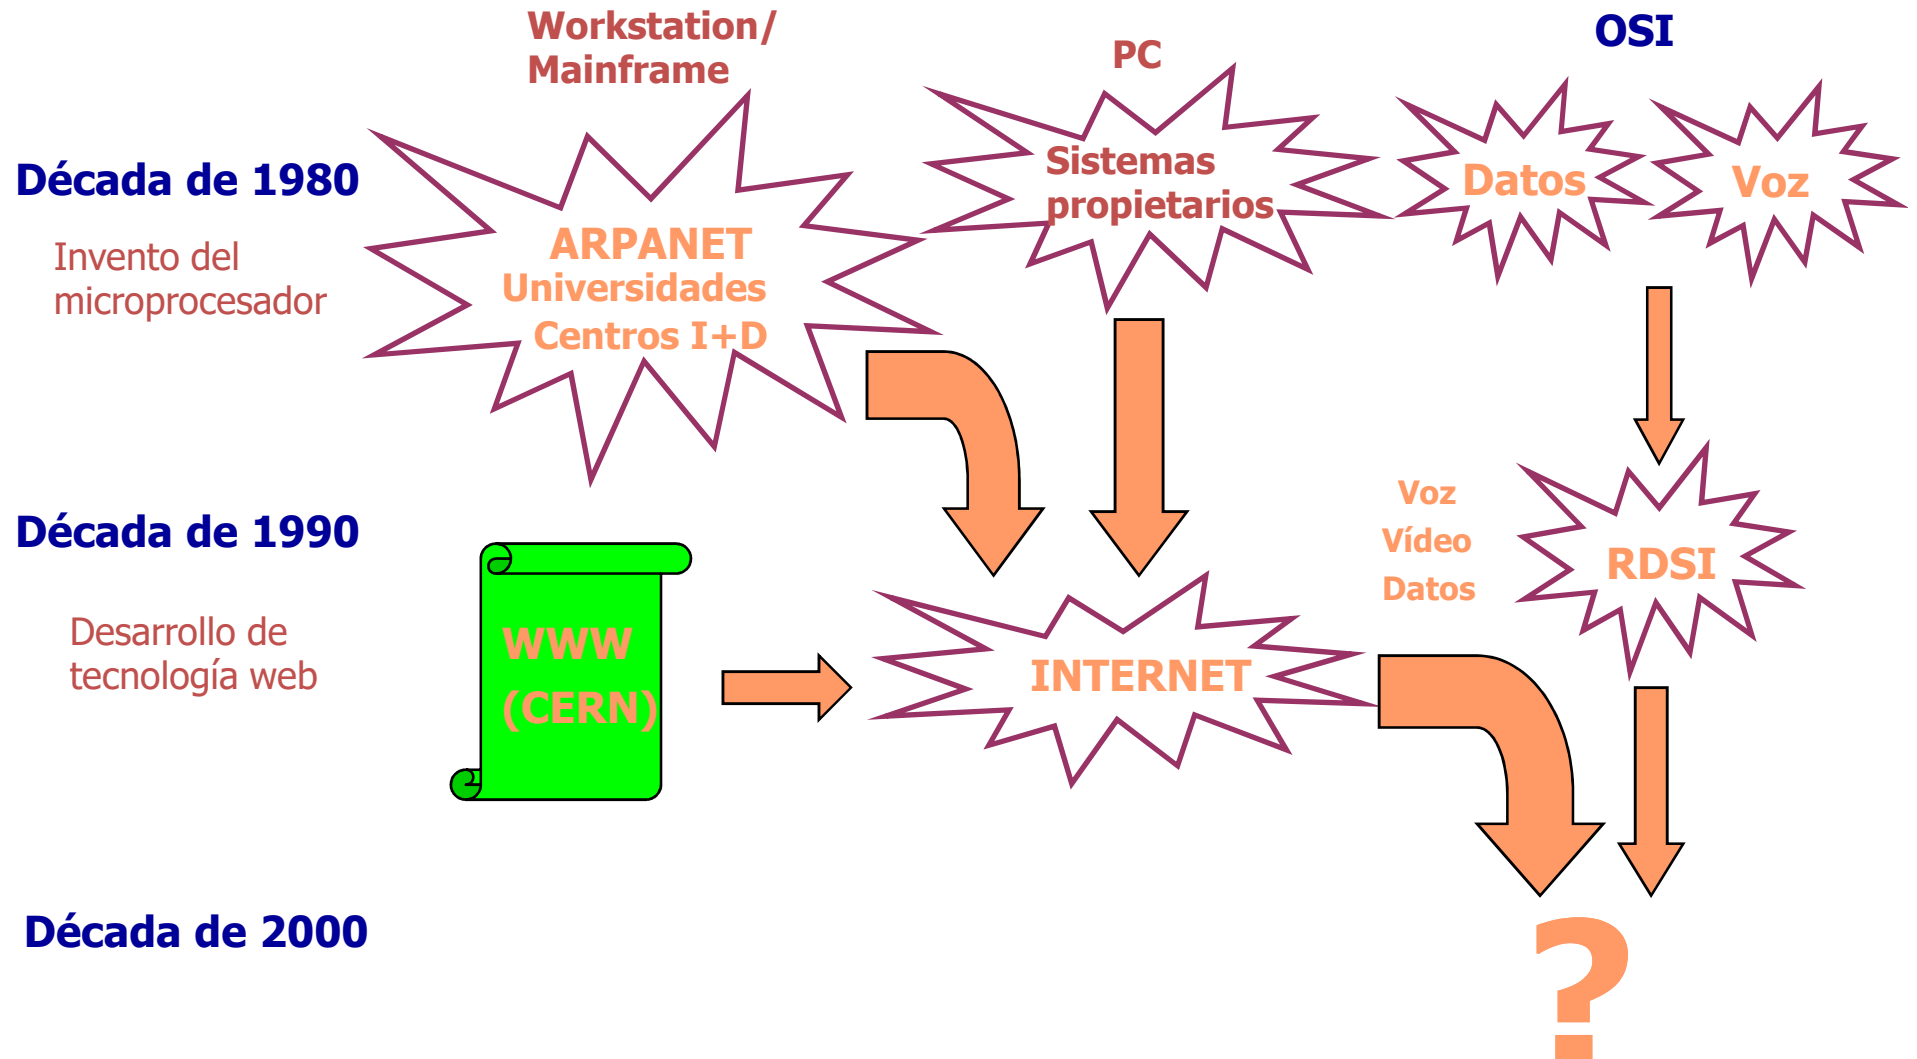 Workstation/
Mainframe
PC
OSI
Década de 1980
Invento del
microprocesador
ARPANET
Universidades
Centros I+D
Sistemas
propietarios
Datos
Voz
Década de 1990
Desarrollo de
tecnología web
WWW
(CERN)
INTERNET
Voz
Vídeo
Datos
RDSI
Década de 2000
?